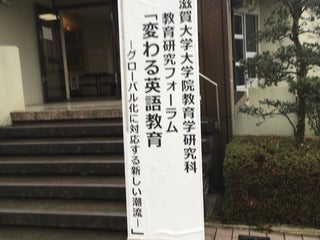 滋賀大学大学院教育学研究科
教育研究フォーラム
「変わる英語教育
―グローバル化に対応する新しい潮流―」